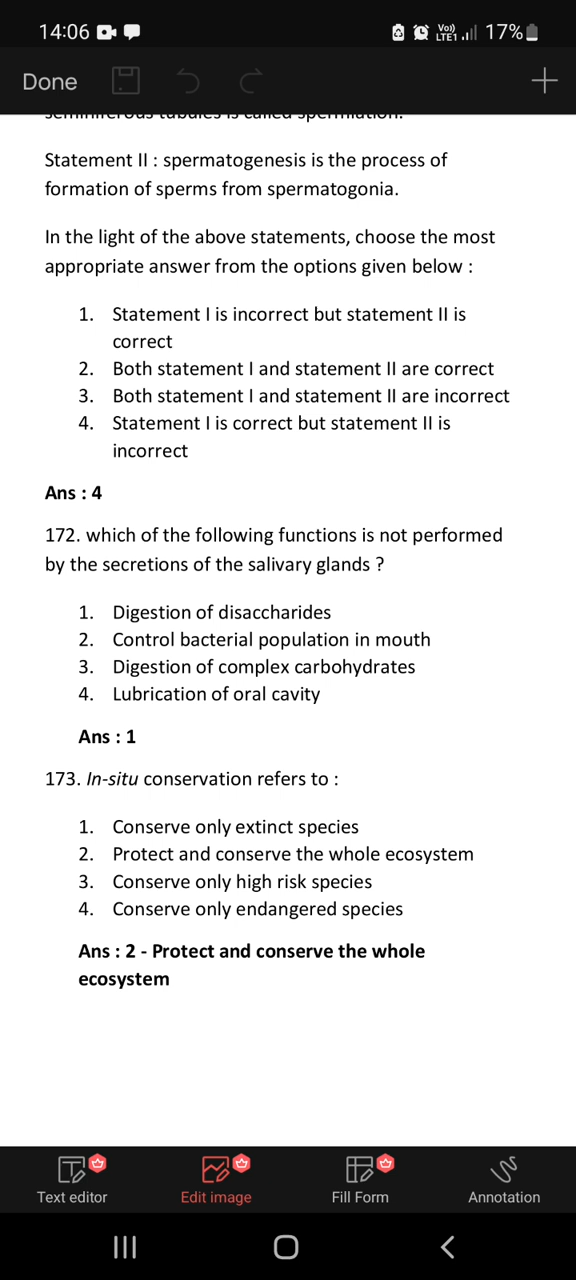 14:06
Vo)) LTE1 17%
Done
seminiferous tubules is called spermiation.
Statement II : spermatogenesis is the process of
formation of sperms from spermatogonia.
In the light of the above statements, choose the most
appropriate answer from the options given below :
1. Statement I is incorrect but statement II is
correct
2. Both statement I and statement II are correct
3. Both statement I and statement II are incorrect
4. Statement I is correct but statement II is
incorrect
Ans : 4
172. which of the following functions is not performed
by the secretions of the salivary glands ?
1. Digestion of disaccharides
2. Control bacterial population in mouth
3. Digestion of complex carbohydrates
4. Lubrication of oral cavity
Ans : 1
173. In-situ conservation refers to :
1. Conserve only extinct species
2. Protect and conserve the whole ecosystem
3. Conserve only high risk species
4. Conserve only endangered species
Ans : 2 - Protect and conserve the whole
ecosystem
Text editor Edit image Fill Form Annotation